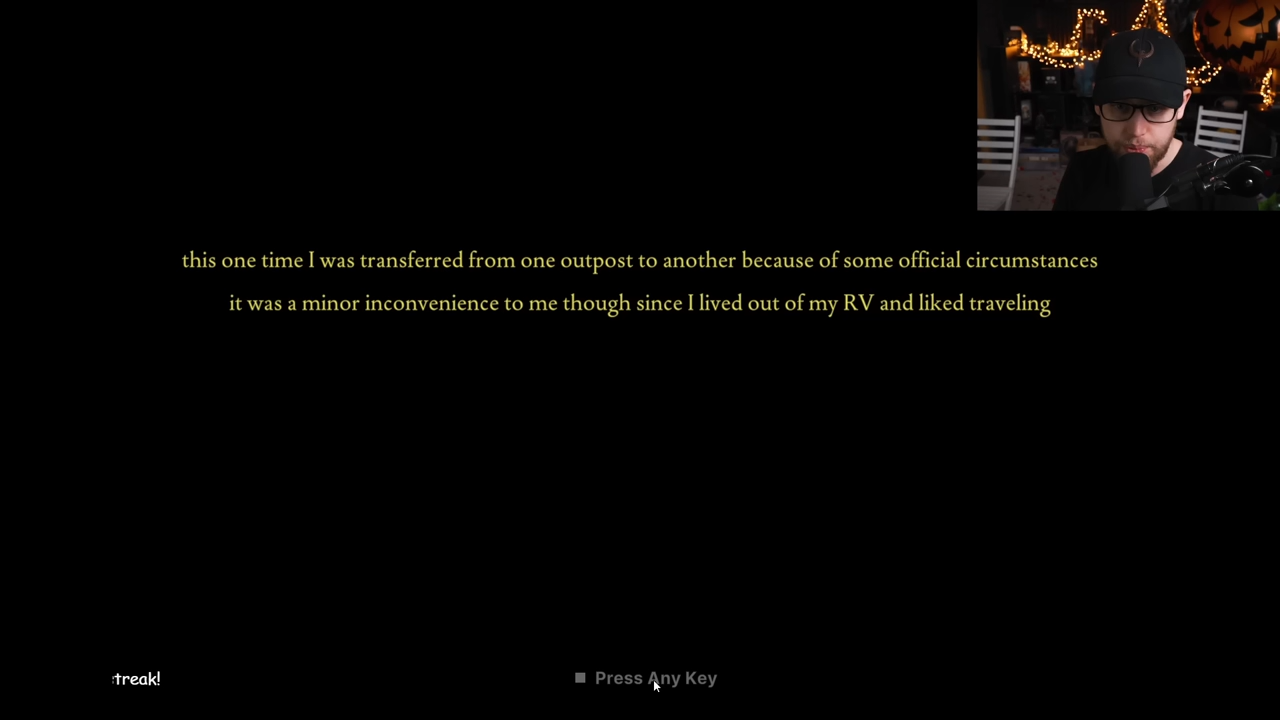 this one time I was transferred from one outpost to another because of some official circumstances
it was a minor inconvenience to me though since I lived out of my RV and liked traveling
treak!
Press Any Key